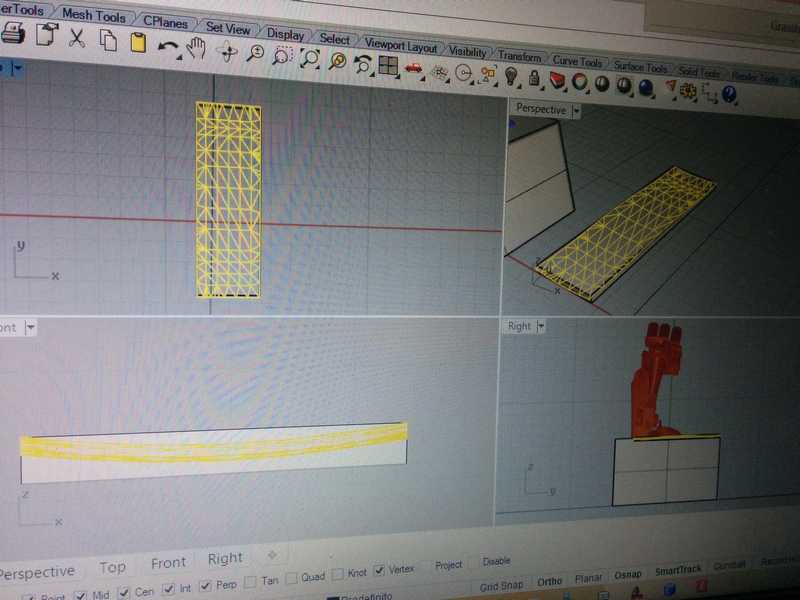 erTools Mesh Tools CPlanes Set View Display Select Viewport Layout Visibility Transform Curve Tools Surface Tools Solid Tools Render Tools
Perspective
y
x
z
x
ont
Right
z
x
z
y
Perspective Top Front Right
Point Mid Cen Int Perp Tan Quad Knot Vertex Project Disable
Predefinito
Grid Snap Ortho Planar Osnap SmartTrack Gumball